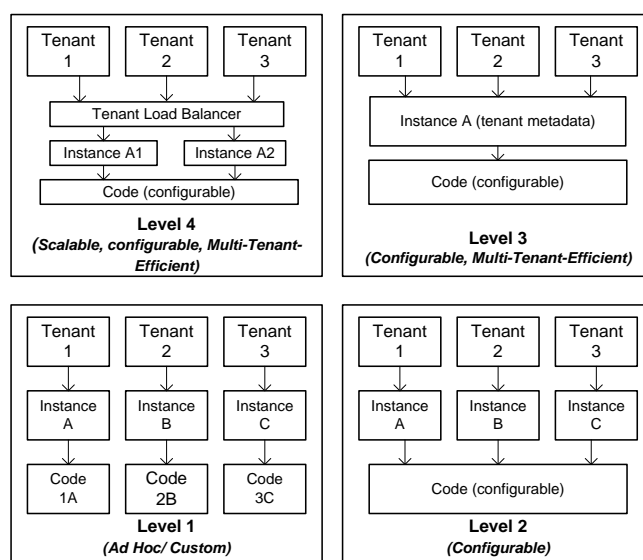 Tenant
1
Tenant
2
Tenant
3
Tenant Load Balancer
Instance A1
Instance A2
Code (configurable)
Level 4
(Scalable, configurable, Multi-Tenant-
Efficient)
Tenant
1
Tenant
2
Tenant
3
Instance A (tenant metadata)
Code (configurable)
Level 3
(Configurable, Multi-Tenant-Efficient)
Tenant
1
Tenant
2
Tenant
3
Instance
A
Instance
B
Instance
C
Code
1A
Code
2B
Code
3C
Level 1
(Ad Hoc/ Custom)
Tenant
1
Tenant
2
Tenant
3
Instance
A
Instance
B
Instance
C
Code (configurable)
Level 2
(Configurable)